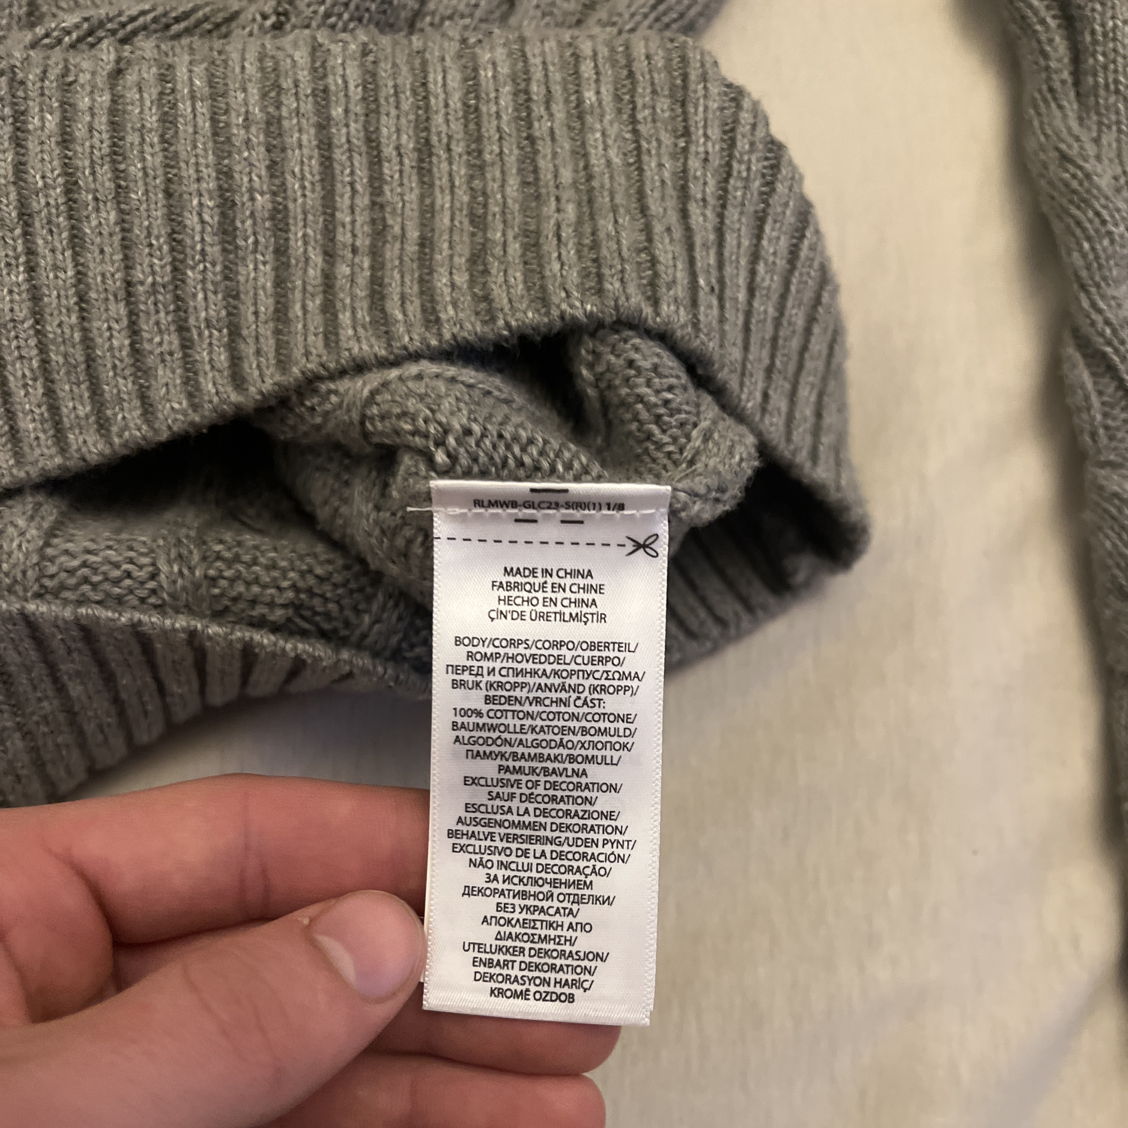 RLMWB-GLC23-S(R)(1) 1/8
MADE IN CHINA
FABRIQUÉ EN CHINE
HECHO EN CHINA
ÇİN'DE ÜRETİLMİŞTİR
BODY/CORPS/CORPO/OBERTEIL/
ROMP/HOVEDDEL/CUERPO/
ПЕРЕД И СПИНКА/КОРПУС/ΣΩΜΑ/
BRUK (KROPP)/ANVÄND (KROPP)/
BEDEN/VRCHNÍ ČÁST:
100% COTTON/COTON/COTONE/
BAUMWOLLE/KATOEN/BOMULD/
ALGODÓN/ALGODÃO/ХЛОПОК/
ПАМУК/ΒΑΜΒΑΚΙ/BOMULL/
PAMUK/BAVLNA
EXCLUSIVE OF DECORATION/
SAUF DÉCORATION/
ESCLUSA LA DECORAZIONE/
AUSGENOMMEN DEKORATION/
BEHALVE VERSIERING/UDEN PYNT/
EXCLUSIVO DE LA DECORACIÓN/
NÃO INCLUI DECORAÇÃO/
ЗА ИСКЛЮЧЕНИЕМ
ДЕКОРАТИВНОЙ ОТДЕЛКИ/
БЕЗ УКРАСАТА/
ΑΠΟΚΛΕΙΣΤΙΚΗ ΑΠΟ
ΔΙΑΚΟΣΜΗΣΗ/
UTELUKKER DEKORASJON/
ENBART DEKORATION/
DEKORASYON HARİÇ/
KROMĚ OZDOB